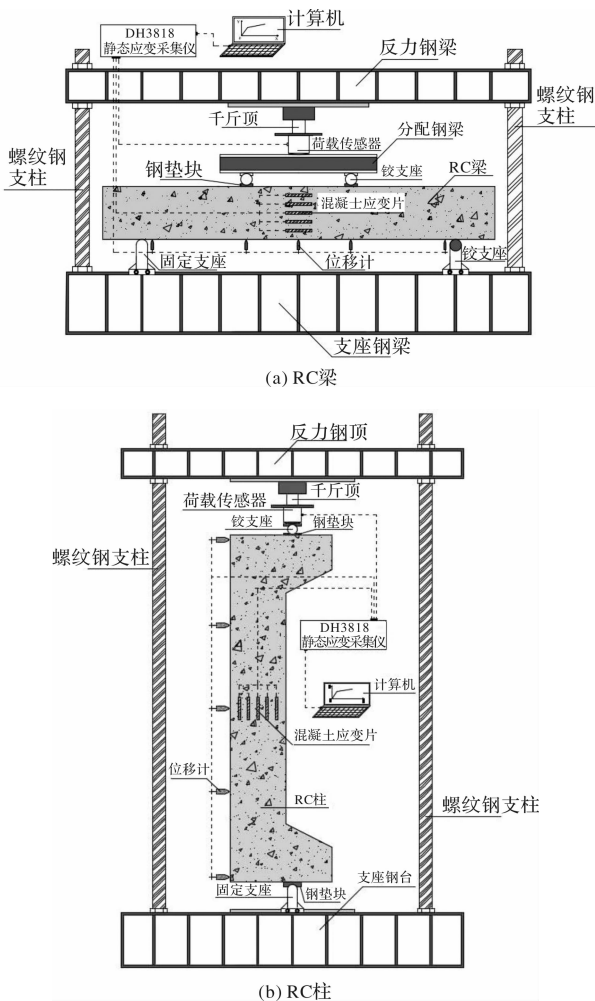 DH3818
静态应变采集仪
计算机
反力钢梁
千斤顶
螺纹钢
支柱
荷载传感器
分配钢梁
螺纹钢
支柱
钢垫块
铰支座
RC梁
混凝土应变片
固定支座
位移计
铰支座
支座钢梁
(a) RC梁
反力钢顶
千斤顶
荷载传感器
铰支座
钢垫块
螺纹钢支柱
DH3818
静态应变采集仪
计算机
混凝土应变片
位移计
RC柱
螺纹钢支柱
支座钢台
固定支座
钢垫块
(b) RC柱